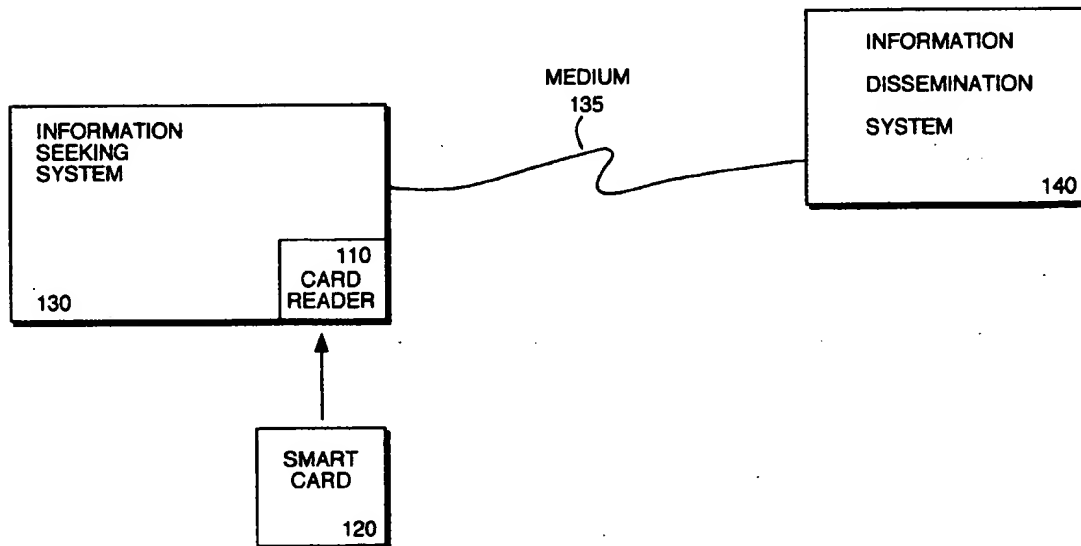 INFORMATION
DISSEMINATION
SYSTEM
140
MEDIUM
135
INFORMATION
SEEKING
SYSTEM
110
CARD
READER
130
SMART
CARD
120